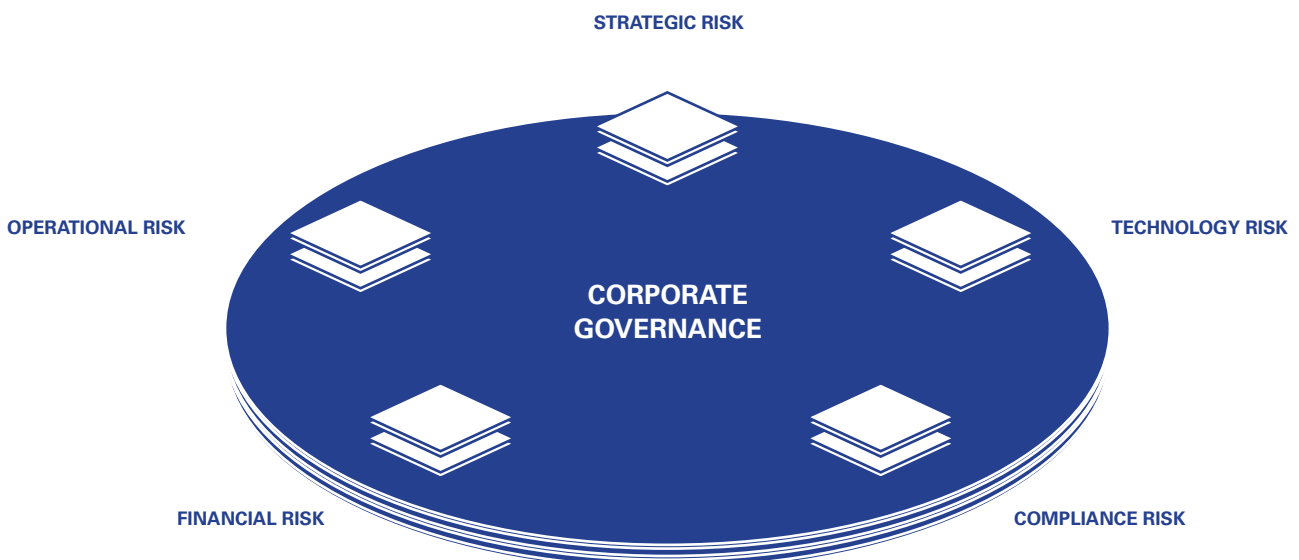 STRATEGIC RISK
OPERATIONAL RISK
TECHNOLOGY RISK
CORPORATE
GOVERNANCE
FINANCIAL RISK
COMPLIANCE RISK